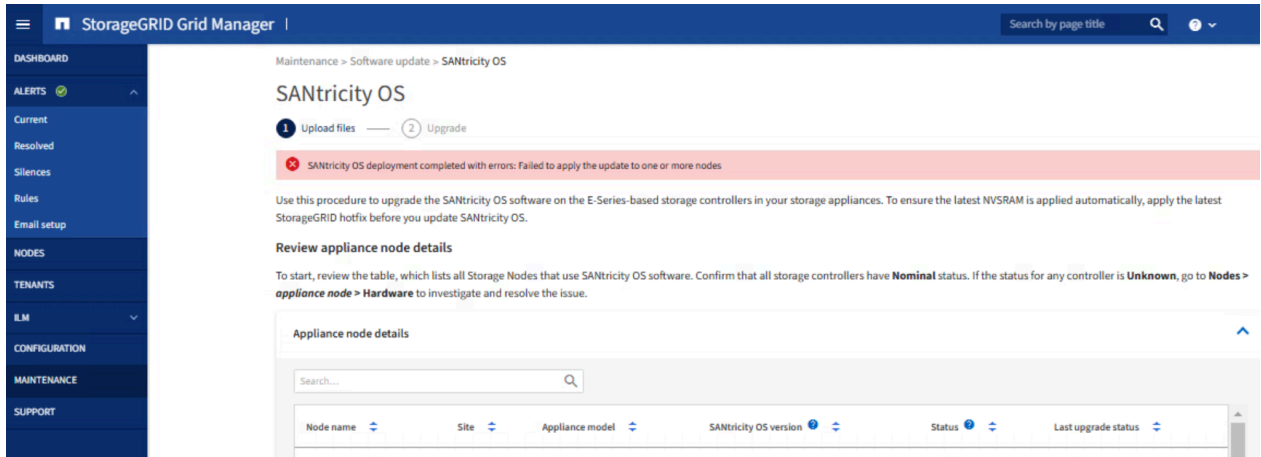 StorageGRID Grid Manager
Search by page title
DASHBOARD
ALERTS
Current
Resolved
Silences
Rules
Email setup
NODES
TENANTS
ILM
CONFIGURATION
MAINTENANCE
SUPPORT
Maintenance > Software update > SANtricity OS
SANtricity OS
1 Upload files 2 Upgrade
SANtricity OS deployment completed with errors: Failed to apply the update to one or more nodes
Use this procedure to upgrade the SANtricity OS software on the E-Series-based storage controllers in your storage appliances. To ensure the latest NVSRAM is applied automatically, apply the latest
StorageGRID hotfix before you update SANtricity OS.
Review appliance node details
To start, review the table, which lists all Storage Nodes that use SANtricity OS software. Confirm that all storage controllers have Nominal status. If the status for any controller is Unknown, go to Nodes >
appliance node > Hardware to investigate and resolve the issue.
Appliance node details
Search...
Node name Site Appliance model SANtricity OS version ? Status ? Last upgrade status